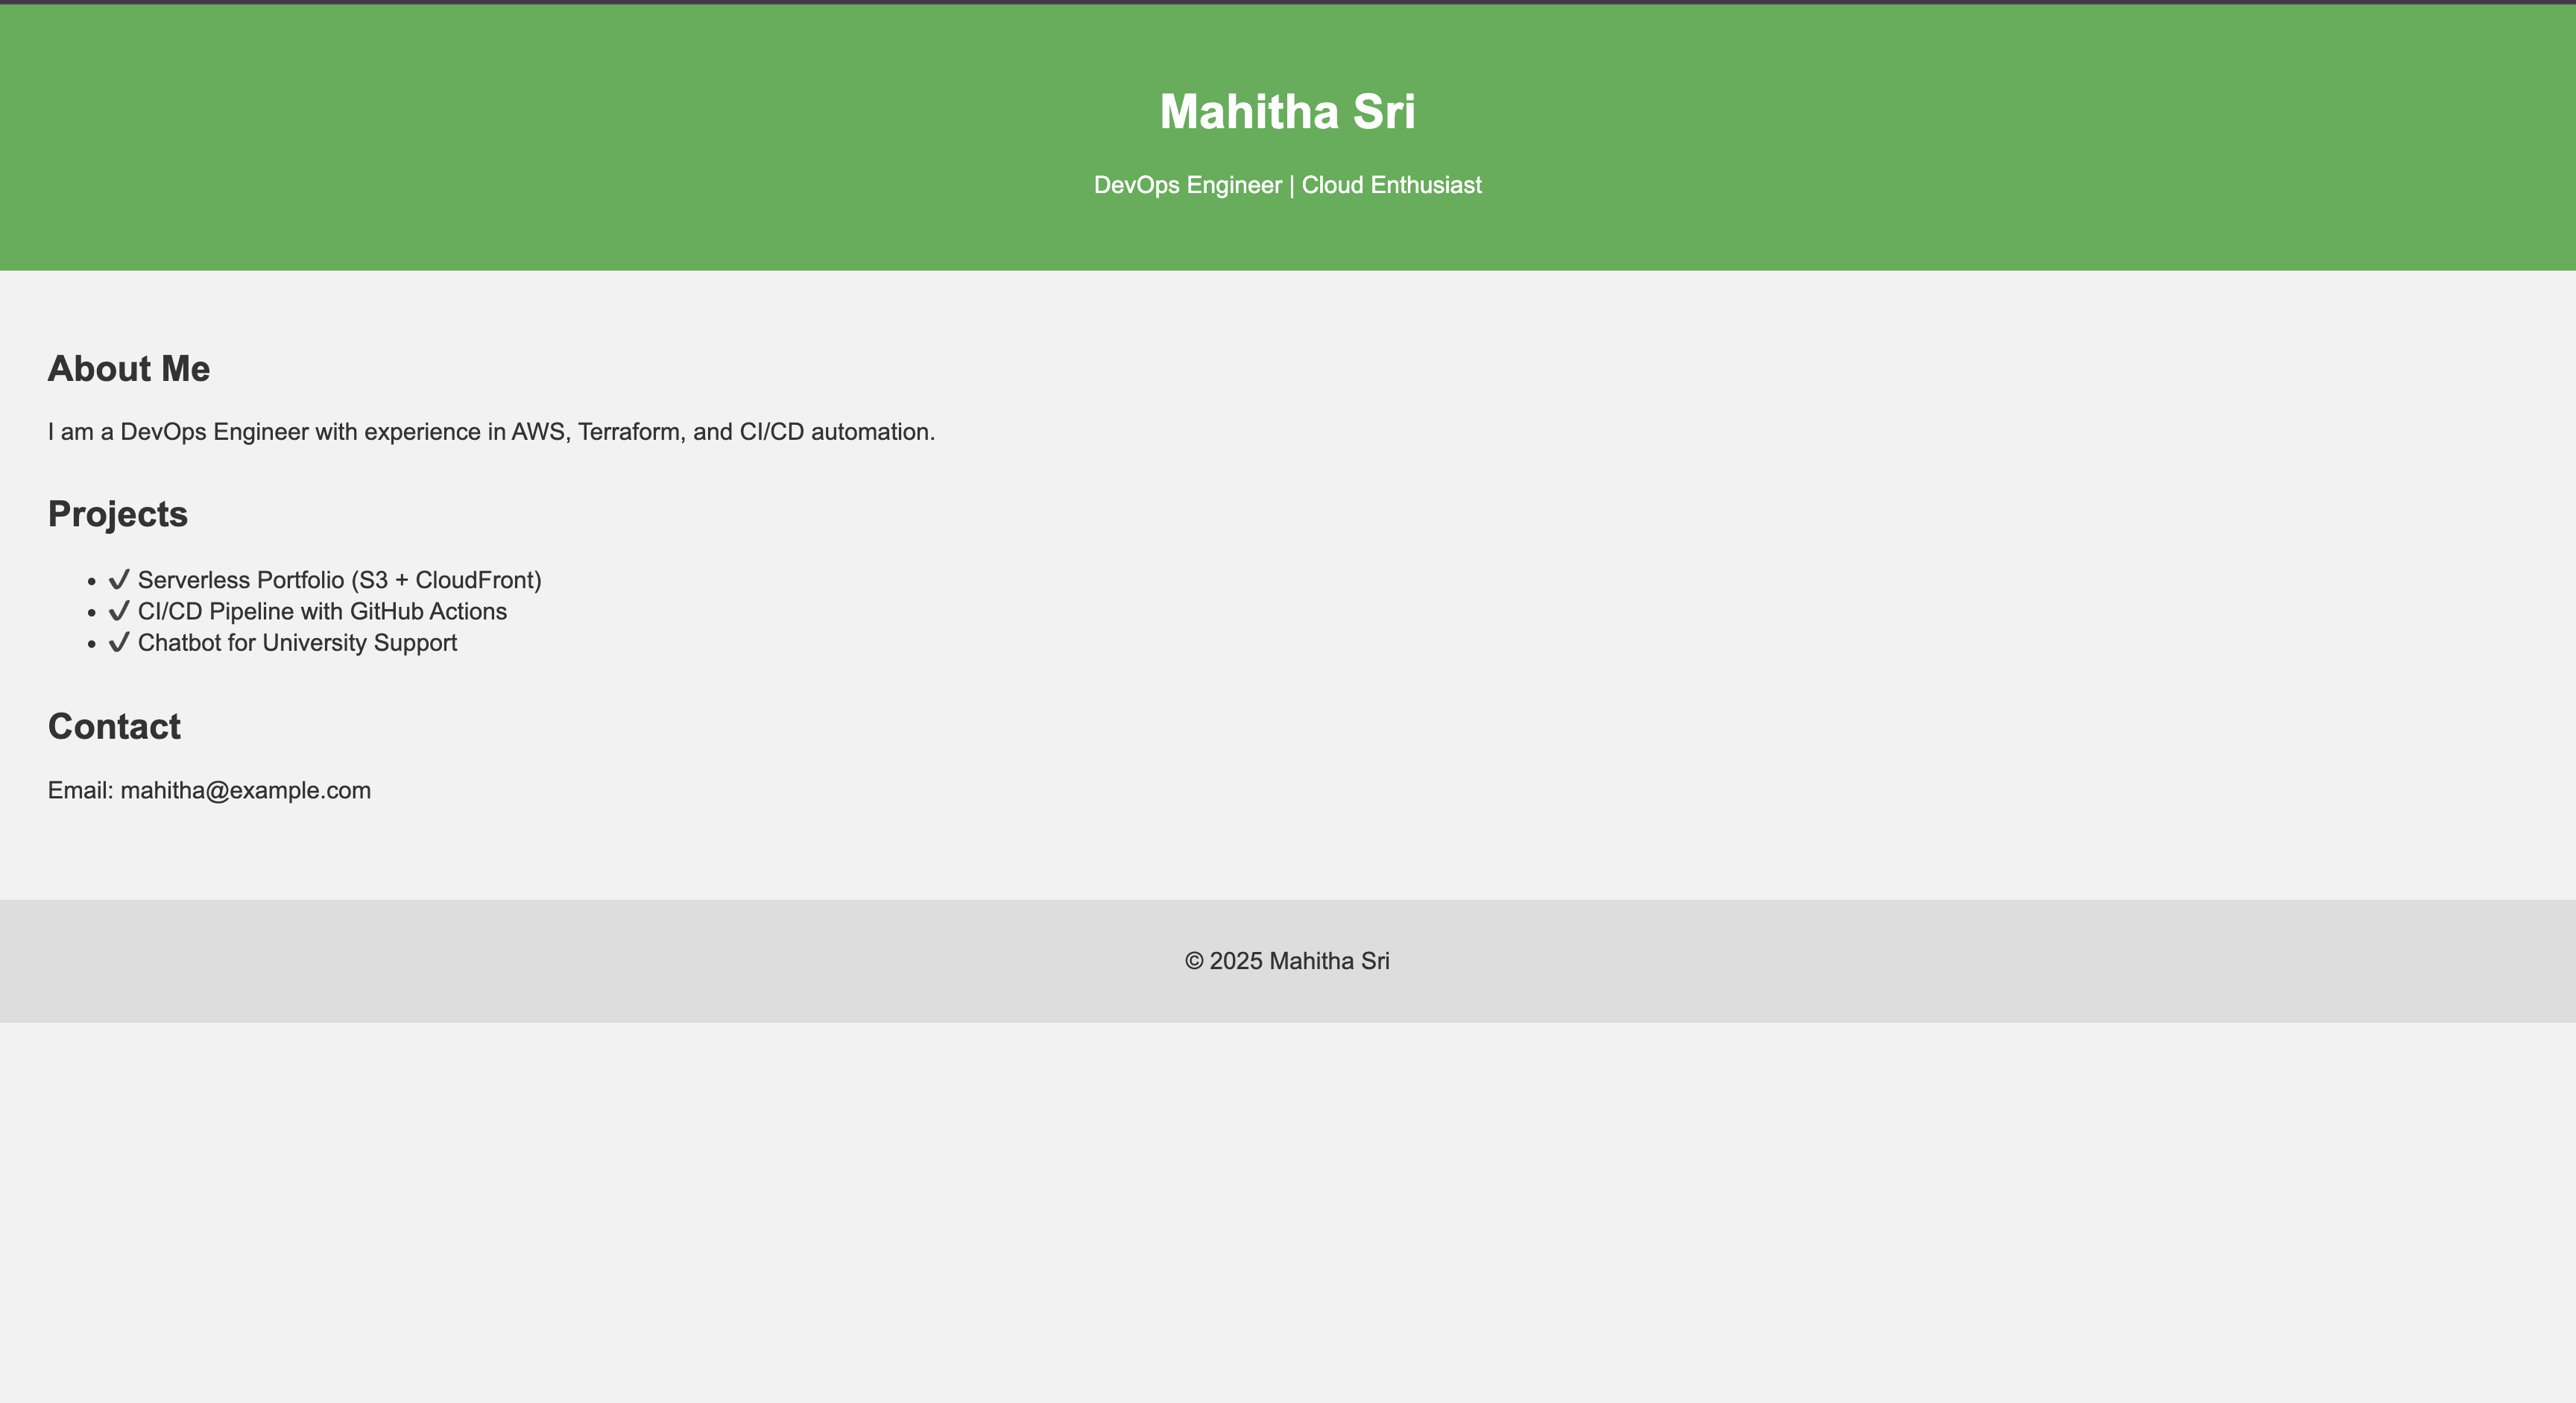 Mahitha Sri
DevOps Engineer | Cloud Enthusiast
About Me
I am a DevOps Engineer with experience in AWS, Terraform, and CI/CD automation.
Projects
• ✔ Serverless Portfolio (S3 + CloudFront)
• ✔ CI/CD Pipeline with GitHub Actions
• ✔ Chatbot for University Support
Contact
Email: mahitha@example.com
© 2025 Mahitha Sri